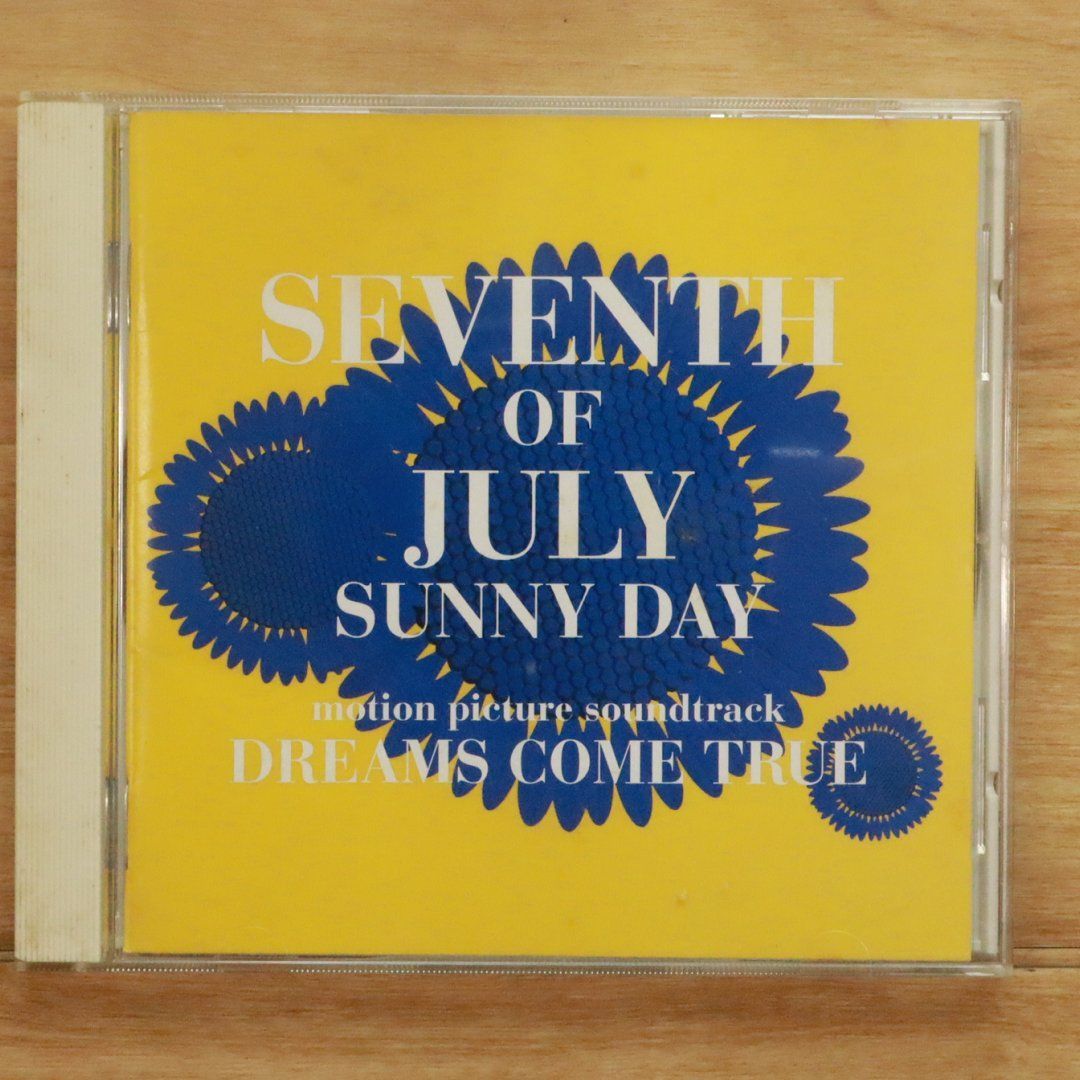 SEVENTH
OF
JULY
SUNNY DAY
motion picture soundtrack
DREAMS COME TRUE